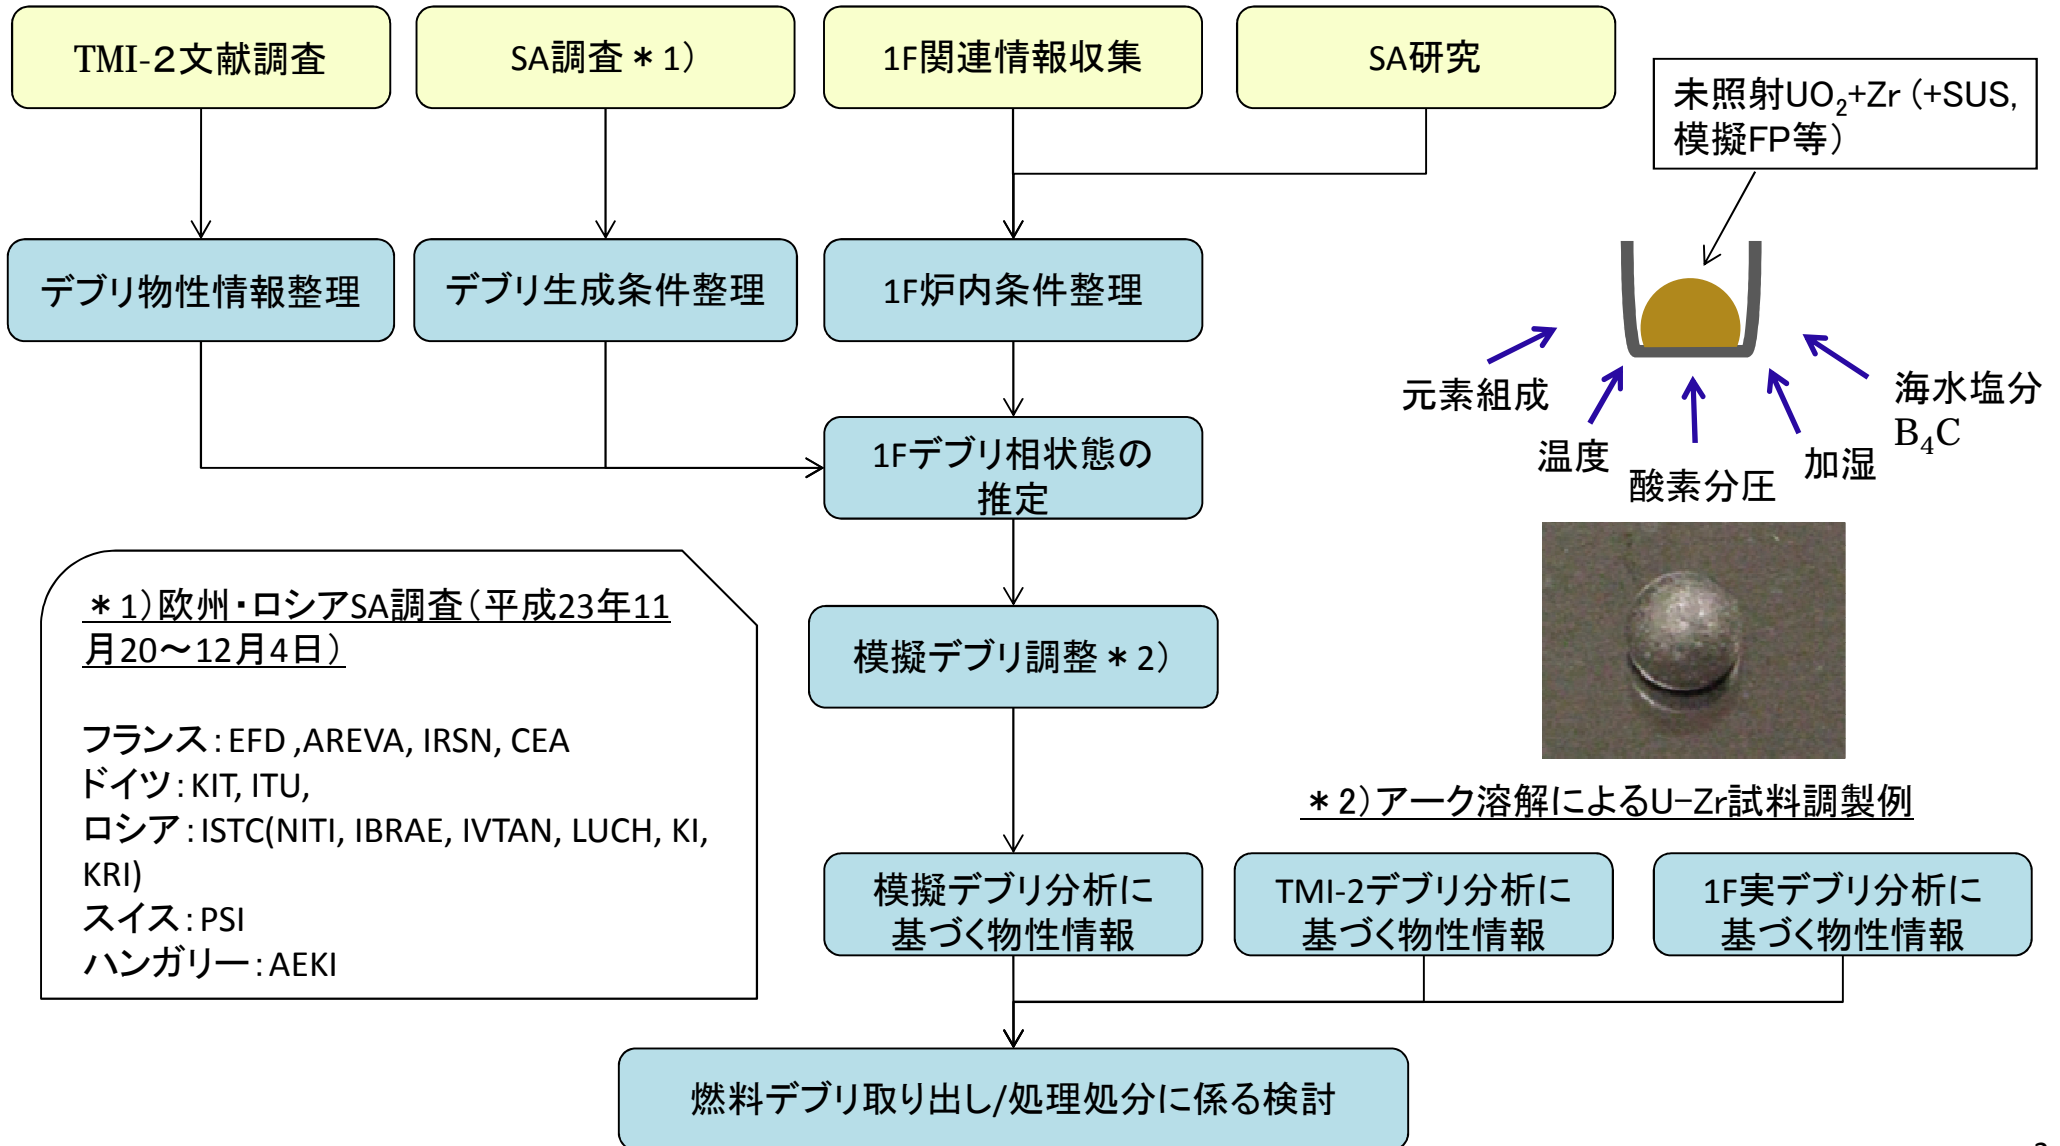 TMI-２文献調査
SA調査＊1）
1F関連情報収集
SA研究
未照射UO₂+Zr（+SUS,
模擬FP等）
デブリ物性情報整理
デブリ生成条件整理
1F炉内条件整理
元素組成
温度
酸素分圧
加湿
海水塩分
B₄C
1Fデブリ相状態の
推定
＊1）欧州・ロシアSA調査（平成23年11
月20～12月4日）
フランス：EFD ,AREVA, IRSN, CEA
ドイツ：KIT, ITU,
ロシア：ISTC(NITI, IBRAE, IVTAN, LUCH, KI,
KRI)
スイス：PSI
ハンガリー：AEKI
模擬デブリ調整＊2）
＊2）アーク溶解によるU−Zr試料調製例
模擬デブリ分析に
基づく物性情報
TMI-2デブリ分析に
基づく物性情報
1F実デブリ分析に
基づく物性情報
燃料デブリ取り出し/処理処分に係る検討